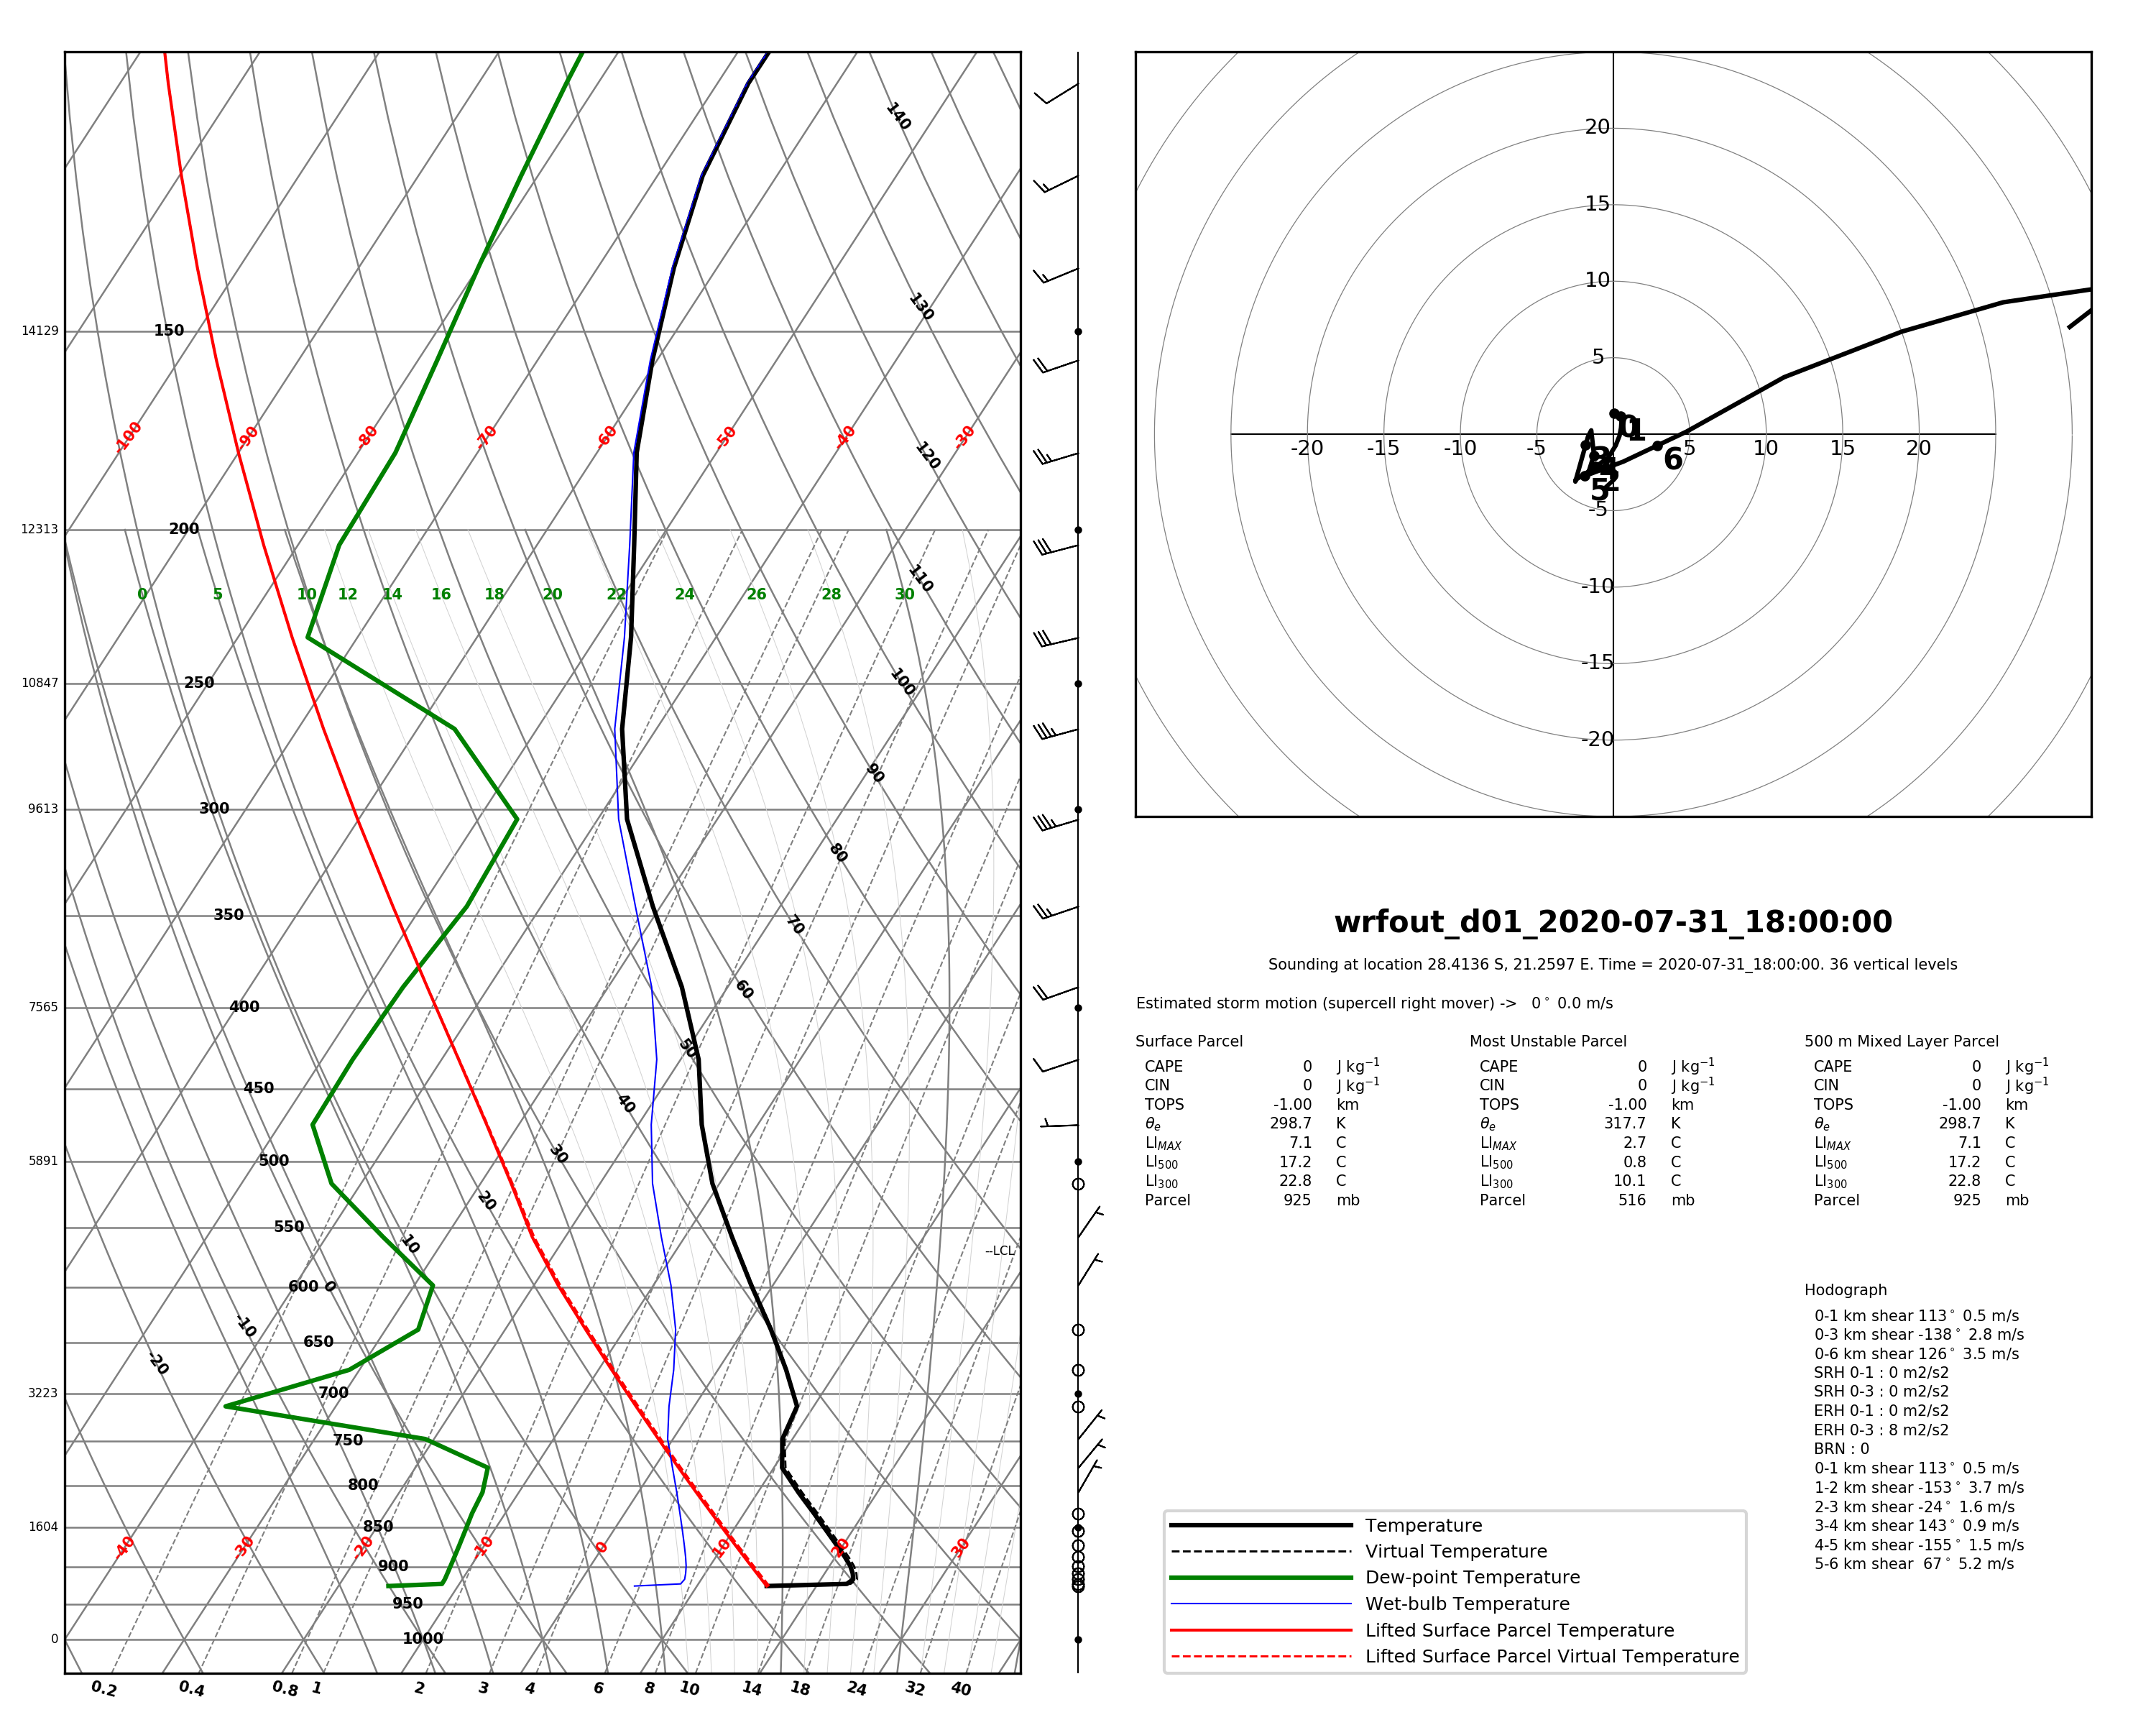 140
130
14129 150
-100 -90 -80 -70 -60 -50 -40 -30
120
12313 200
110
0 5 10 12 14 16 18 20 22 24 26 28 30
100
10847 250
90
9613 300
80
350
70
7565 400
60
50
450
40
5891 500
30
20
550
10
--LCL
600 0
-10
650
-20
3223 700
750
800
1604 850
-40 -30 -20 -10 0 10 20 30
900
950
0 1000
0.2 0.4 0.8 1 2 3 4 6 8 10 14 18 24 32 40
20
15
10
5
0 1
-20 -15 -10 -5 5 10 15 20
6
5 2
-5
-10
-15
-20
wrfout_d01_2020-07-31_18:00:00
Sounding at location 28.4136 S, 21.2597 E. Time = 2020-07-31_18:00:00. 36 vertical levels
Estimated storm motion (supercell right mover) -> 0° 0.0 m/s
Surface Parcel
CAPE 0 J kg⁻¹
CIN 0 J kg⁻¹
TOPS -1.00 km
θₑ 298.7 K
LI_MAX 7.1 C
LI₅₀₀ 17.2 C
LI₃₀₀ 22.8 C
Parcel 925 mb
Most Unstable Parcel
CAPE 0 J kg⁻¹
CIN 0 J kg⁻¹
TOPS -1.00 km
θₑ 317.7 K
LI_MAX 2.7 C
LI₅₀₀ 0.8 C
LI₃₀₀ 10.1 C
Parcel 516 mb
500 m Mixed Layer Parcel
CAPE 0 J kg⁻¹
CIN 0 J kg⁻¹
TOPS -1.00 km
θₑ 298.7 K
LI_MAX 7.1 C
LI₅₀₀ 17.2 C
LI₃₀₀ 22.8 C
Parcel 925 mb
Hodograph
0-1 km shear 113° 0.5 m/s
0-3 km shear -138° 2.8 m/s
0-6 km shear 126° 3.5 m/s
SRH 0-1 : 0 m2/s2
SRH 0-3 : 0 m2/s2
ERH 0-1 : 0 m2/s2
ERH 0-3 : 8 m2/s2
BRN : 0
0-1 km shear 113° 0.5 m/s
1-2 km shear -153° 3.7 m/s
2-3 km shear -24° 1.6 m/s
3-4 km shear 143° 0.9 m/s
4-5 km shear -155° 1.5 m/s
5-6 km shear 67° 5.2 m/s
Temperature
Virtual Temperature
Dew-point Temperature
Wet-bulb Temperature
Lifted Surface Parcel Temperature
Lifted Surface Parcel Virtual Temperature